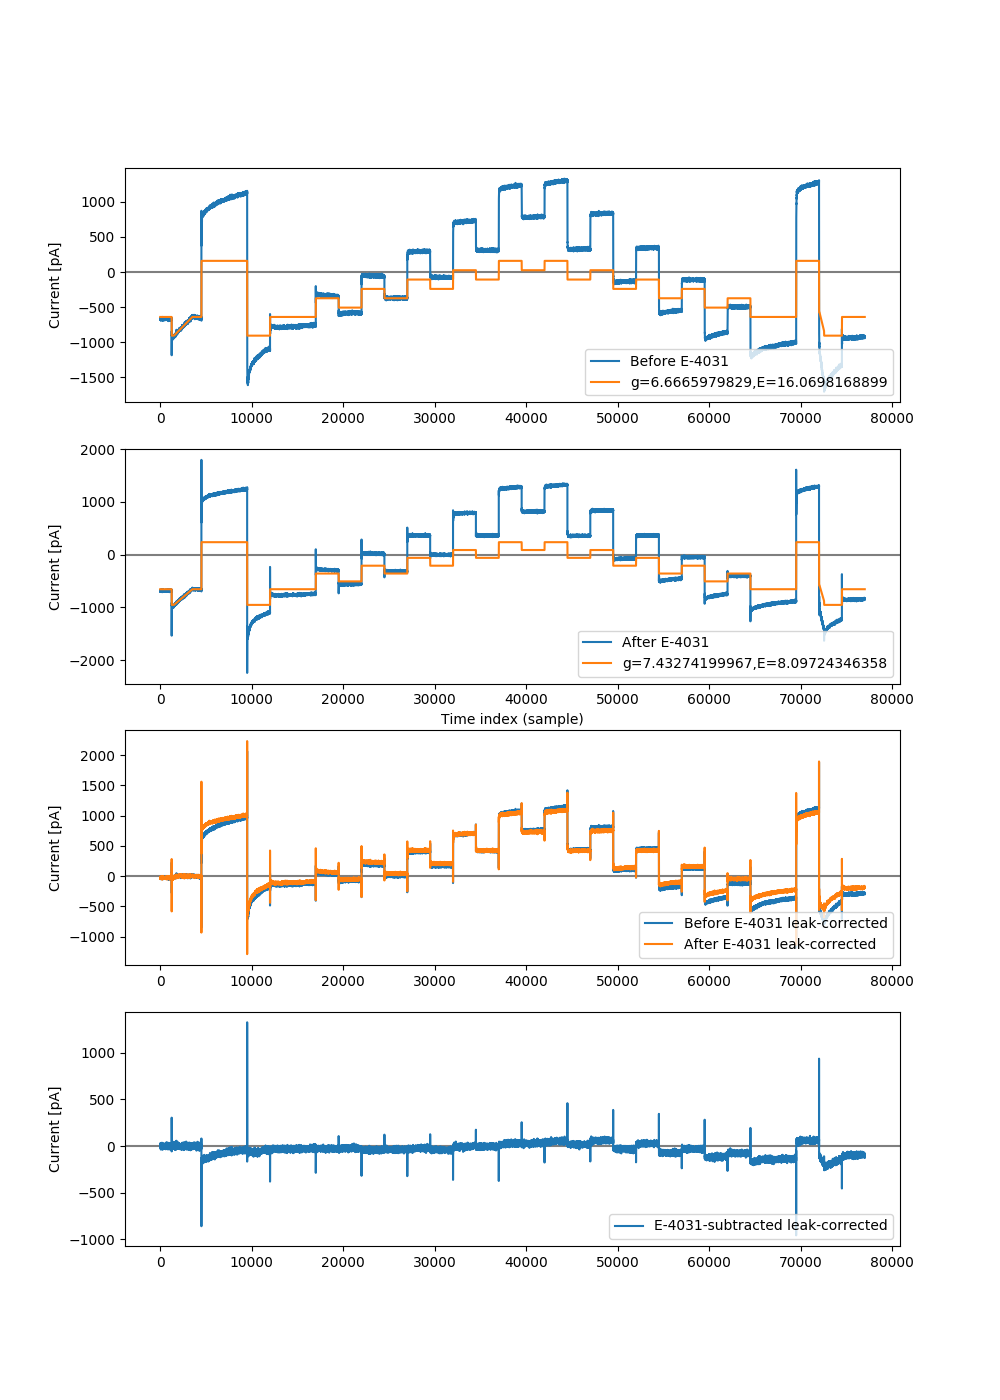 Current [pA]
1000
500
0
−500
−1000
−1500
Before E-4031
g=6.6665979829,E=16.0698168899
0 10000 20000 30000 40000 50000 60000 70000 80000
Current [pA]
2000
1000
0
−1000
−2000
After E-4031
g=7.43274199967,E=8.09724346358
0 10000 20000 30000 40000 50000 60000 70000 80000
Time index (sample)
Current [pA]
2000
1500
1000
500
0
−500
−1000
Before E-4031 leak-corrected
After E-4031 leak-corrected
0 10000 20000 30000 40000 50000 60000 70000 80000
Current [pA]
1000
500
0
−500
−1000
E-4031-subtracted leak-corrected
0 10000 20000 30000 40000 50000 60000 70000 80000